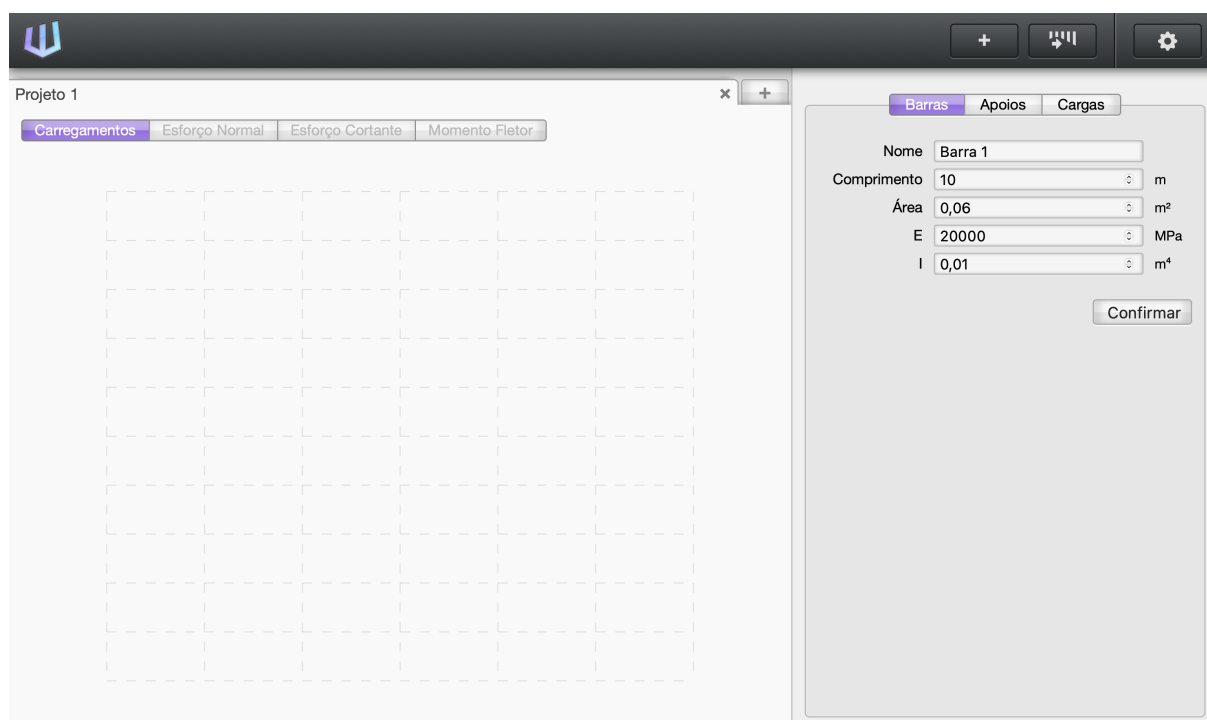 Projeto 1
Carregamentos Esforço Normal Esforço Cortante Momento Fletor
Barras Apoios Cargas
Nome Barra 1
Comprimento 10 m
Área 0,06 m²
E 20000 MPa
I 0,01 m⁴
Confirmar